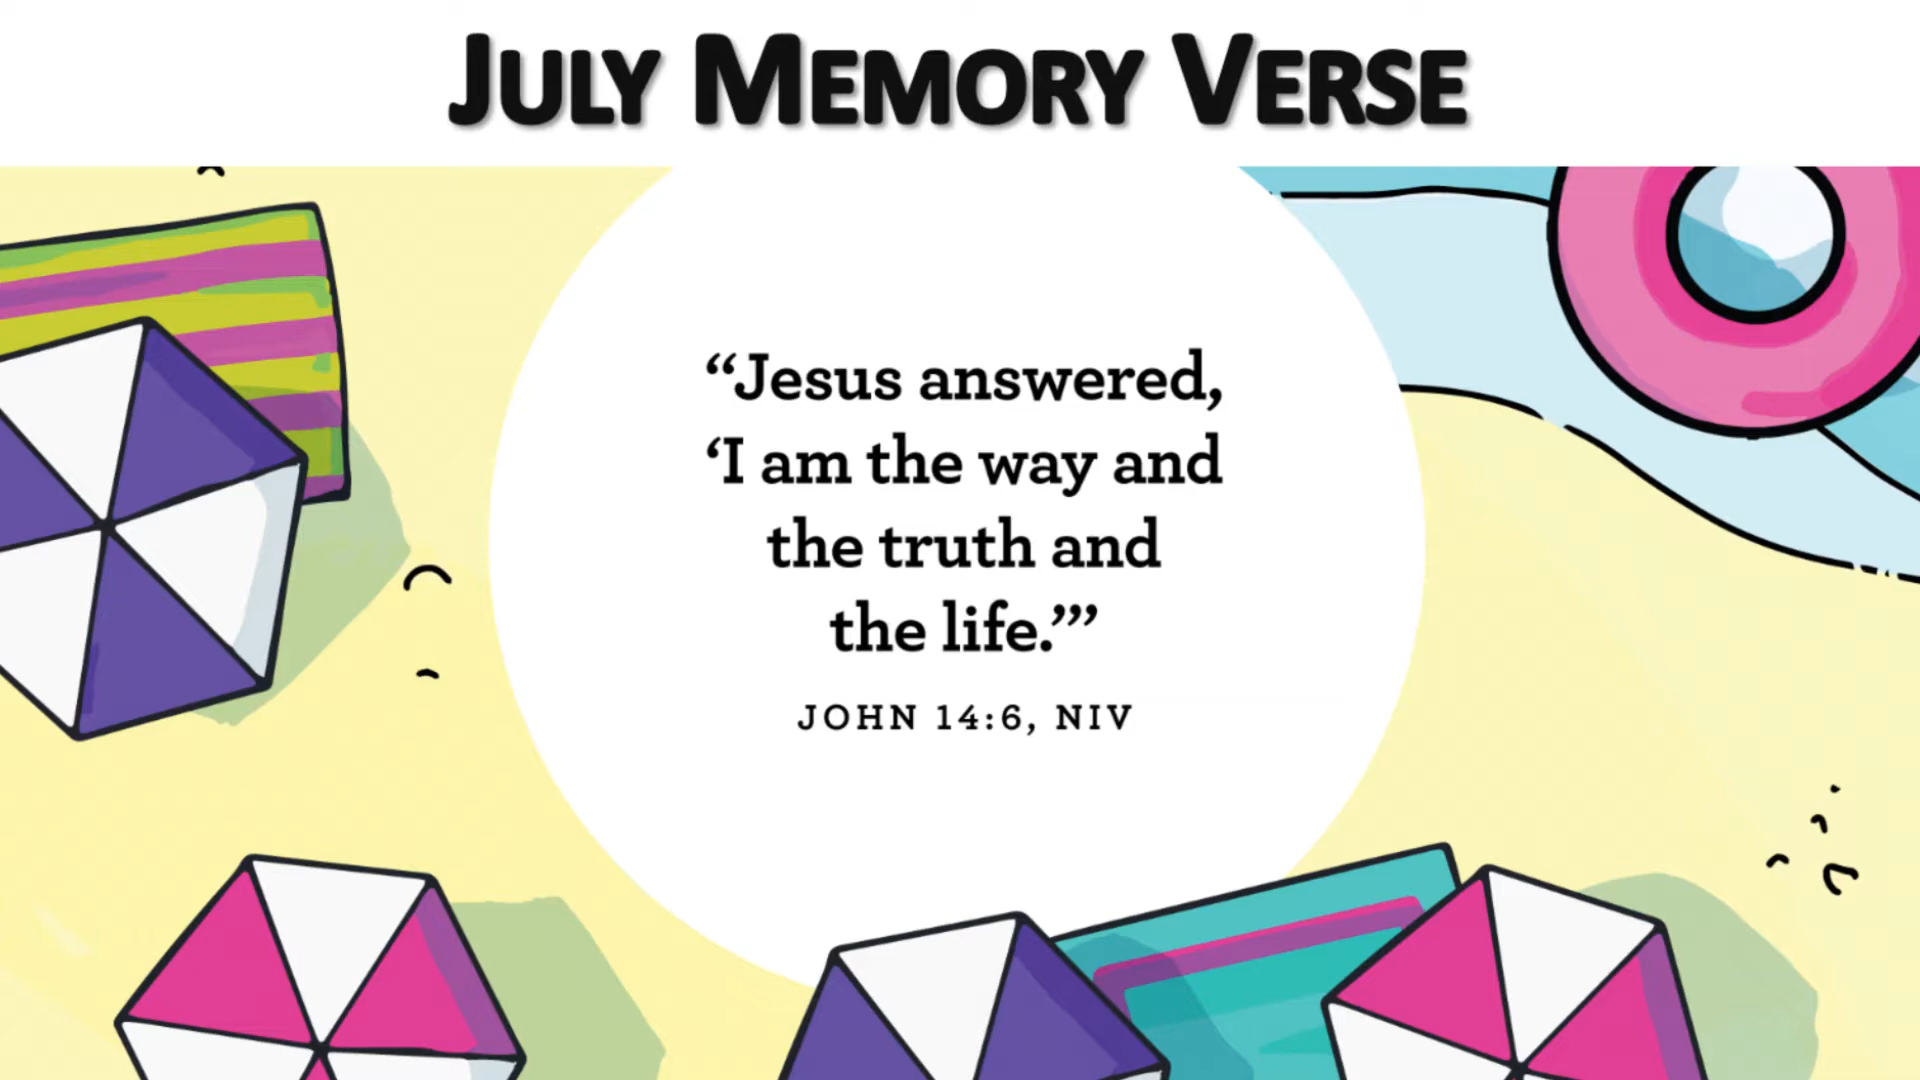 JULY MEMORY VERSE
“Jesus answered,
‘I am the way and
the truth and
the life.’”
JOHN 14:6, NIV